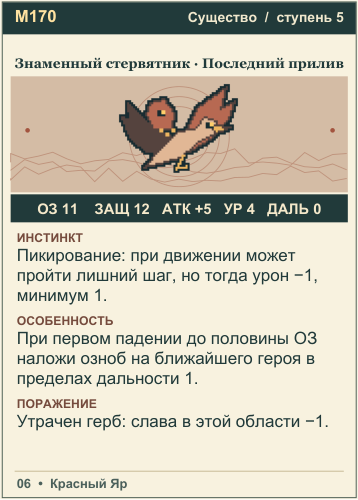 M170
Существо / ступень 5
Знаменный стервятник · Последний прилив
ОЗ 11 ЗАЩ 12 АТК +5 УР 4 ДАЛЬ 0
ИНСТИНКТ
Пикирование: при движении может
пройти лишний шаг, но тогда урон −1,
минимум 1.
ОСОБЕННОСТЬ
При первом падении до половины ОЗ
наложи озноб на ближайшего героя в
пределах дальности 1.
ПОРАЖЕНИЕ
Утрачен герб: слава в этой области −1.
06 • Красный Яр